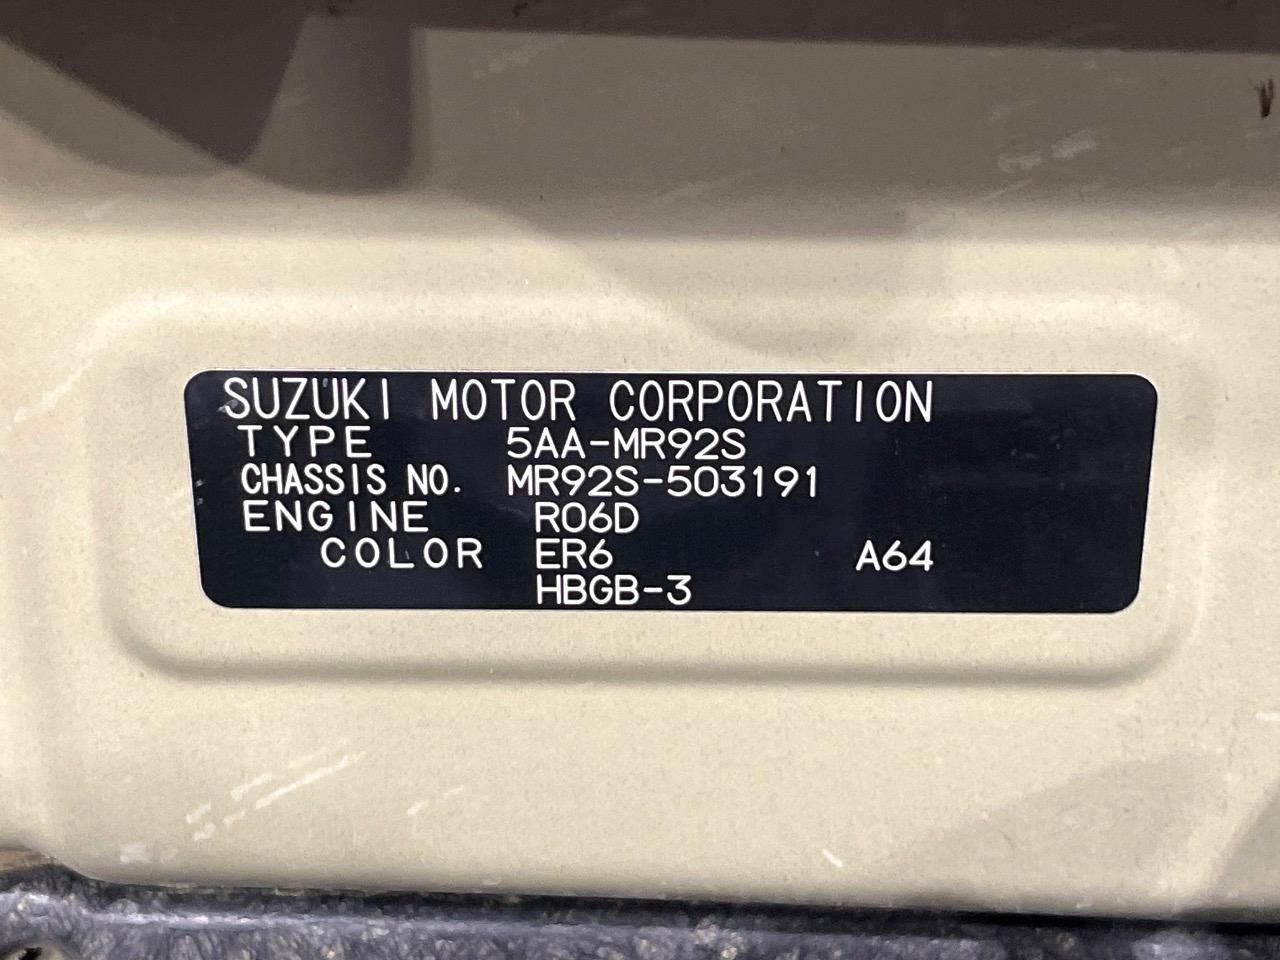 SUZUKI MOTOR CORPORATION
TYPE 5AA-MR92S
CHASSIS NO. MR92S-503191
ENGINE R06D
COLOR ER6 A64
HBGB-3